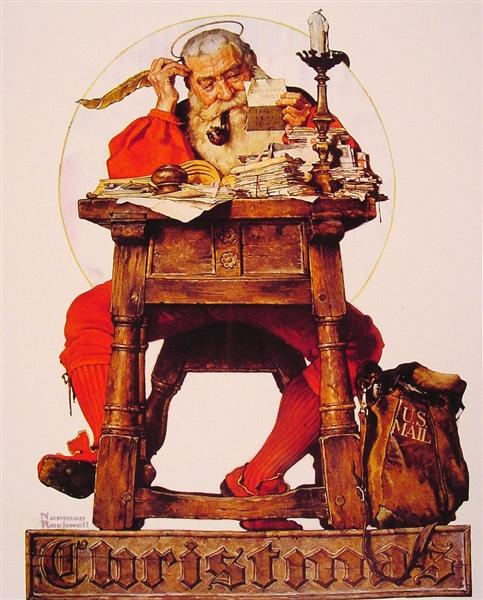 U.S.
MAIL
Norman
Rockwell
Christmas